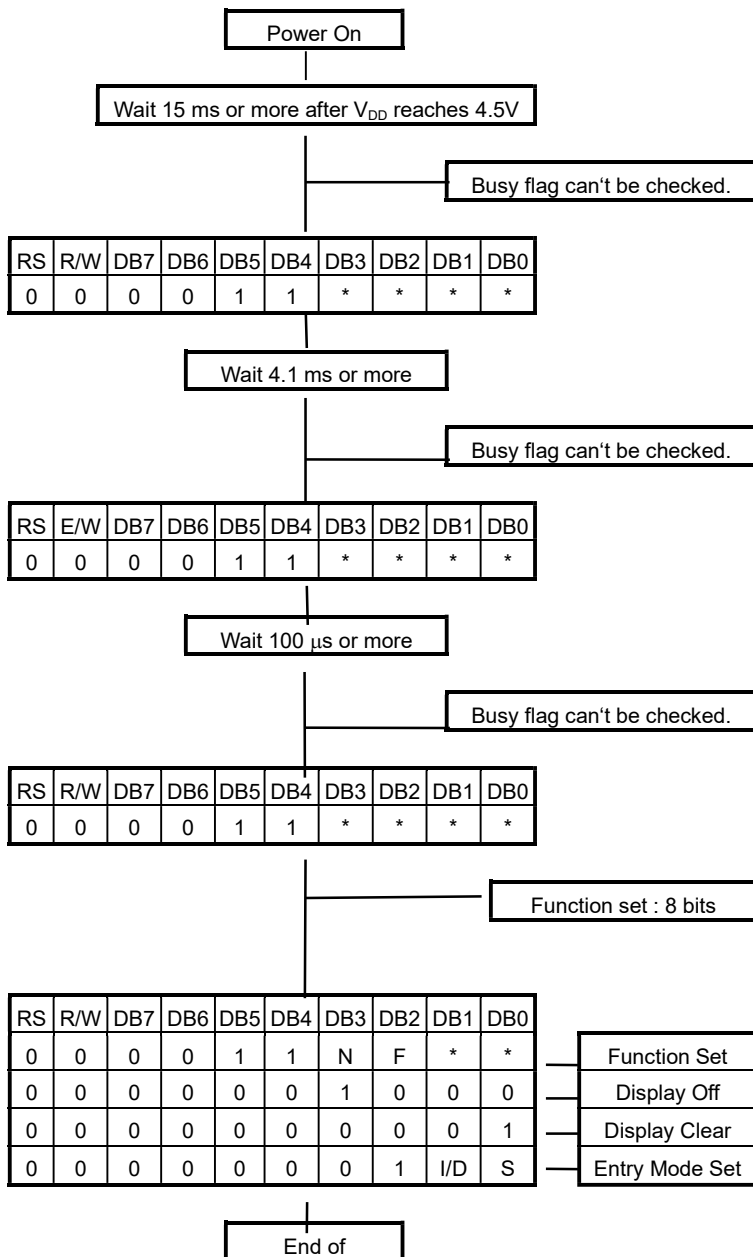 Power On
Wait 15 ms or more after VDD reaches 4.5V
Busy flag can‘t be checked.
RS R/W DB7 DB6 DB5 DB4 DB3 DB2 DB1 DB0
0 0 0 0 1 1 * * * *
Wait 4.1 ms or more
Busy flag can‘t be checked.
RS E/W DB7 DB6 DB5 DB4 DB3 DB2 DB1 DB0
0 0 0 0 1 1 * * * *
Wait 100 μs or more
Busy flag can‘t be checked.
RS R/W DB7 DB6 DB5 DB4 DB3 DB2 DB1 DB0
0 0 0 0 1 1 * * * *
Function set : 8 bits
RS R/W DB7 DB6 DB5 DB4 DB3 DB2 DB1 DB0
0 0 0 0 1 1 N F * * Function Set
0 0 0 0 0 0 1 0 0 0 Display Off
0 0 0 0 0 0 0 0 0 1 Display Clear
0 0 0 0 0 0 0 1 I/D S Entry Mode Set
End of